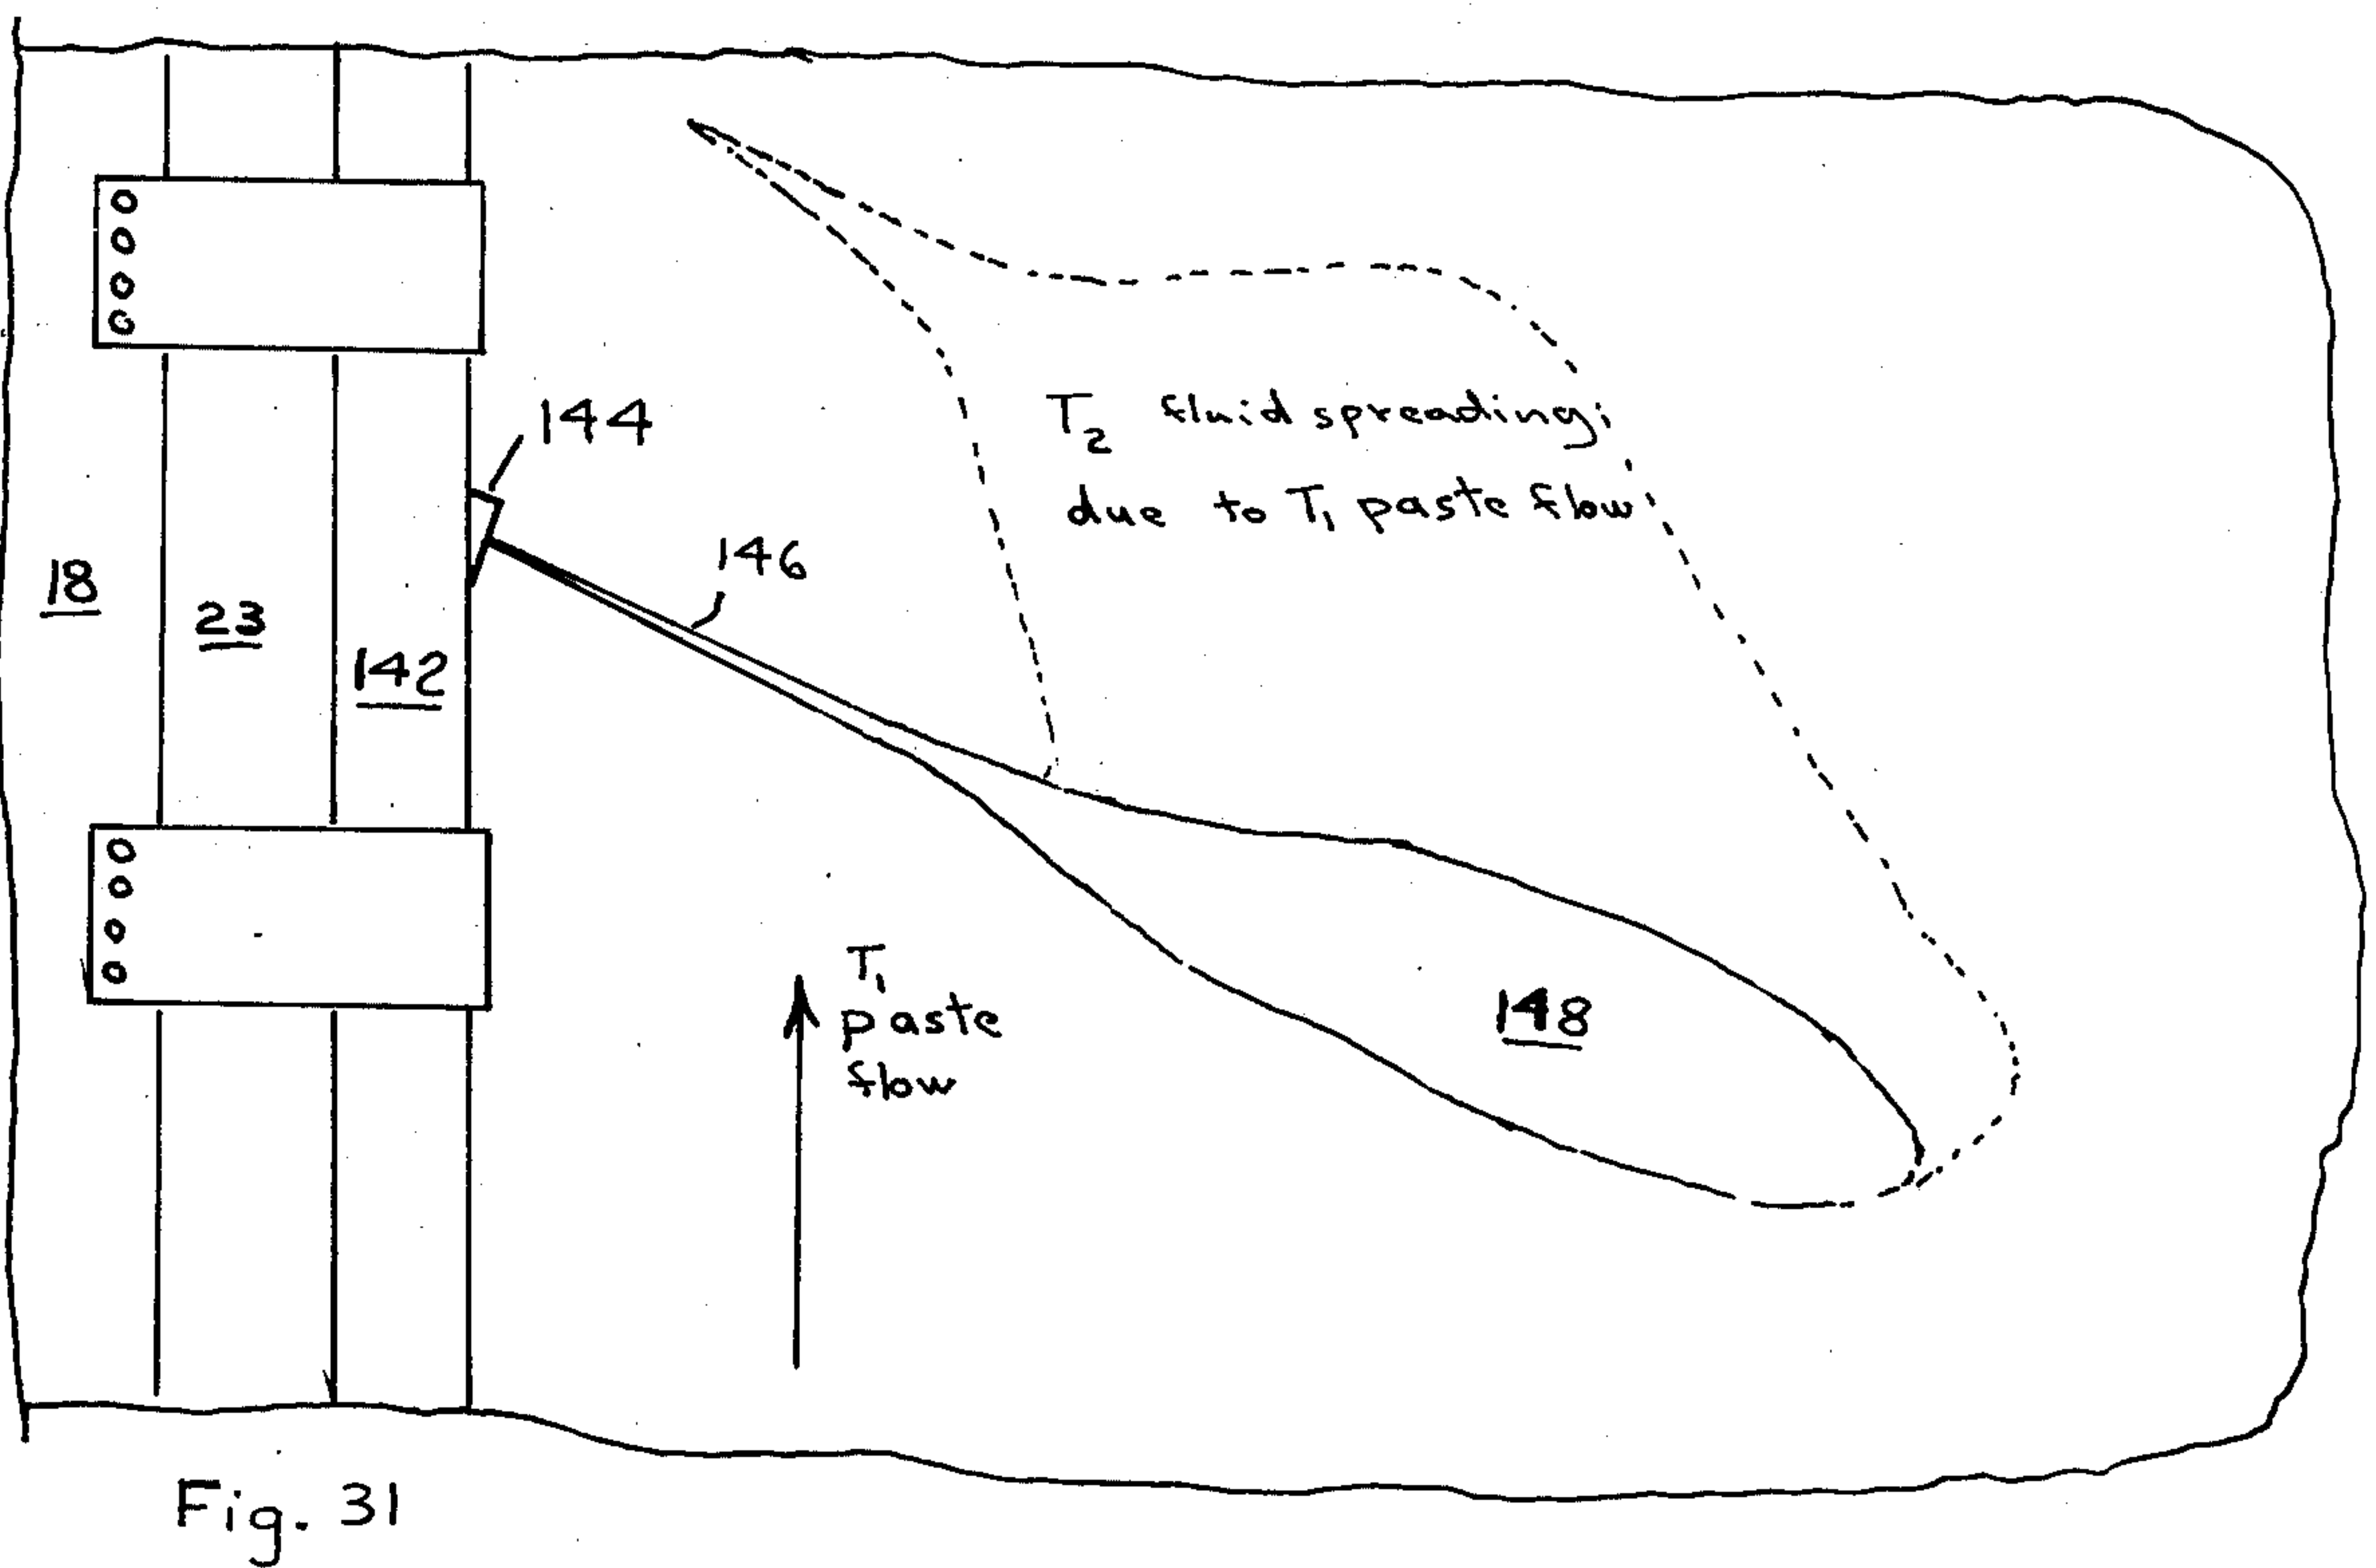 T₂ fluid spreading
due to T₁ paste flow
144
146
18
23
142
T₁
paste
flow
148
Fig. 31